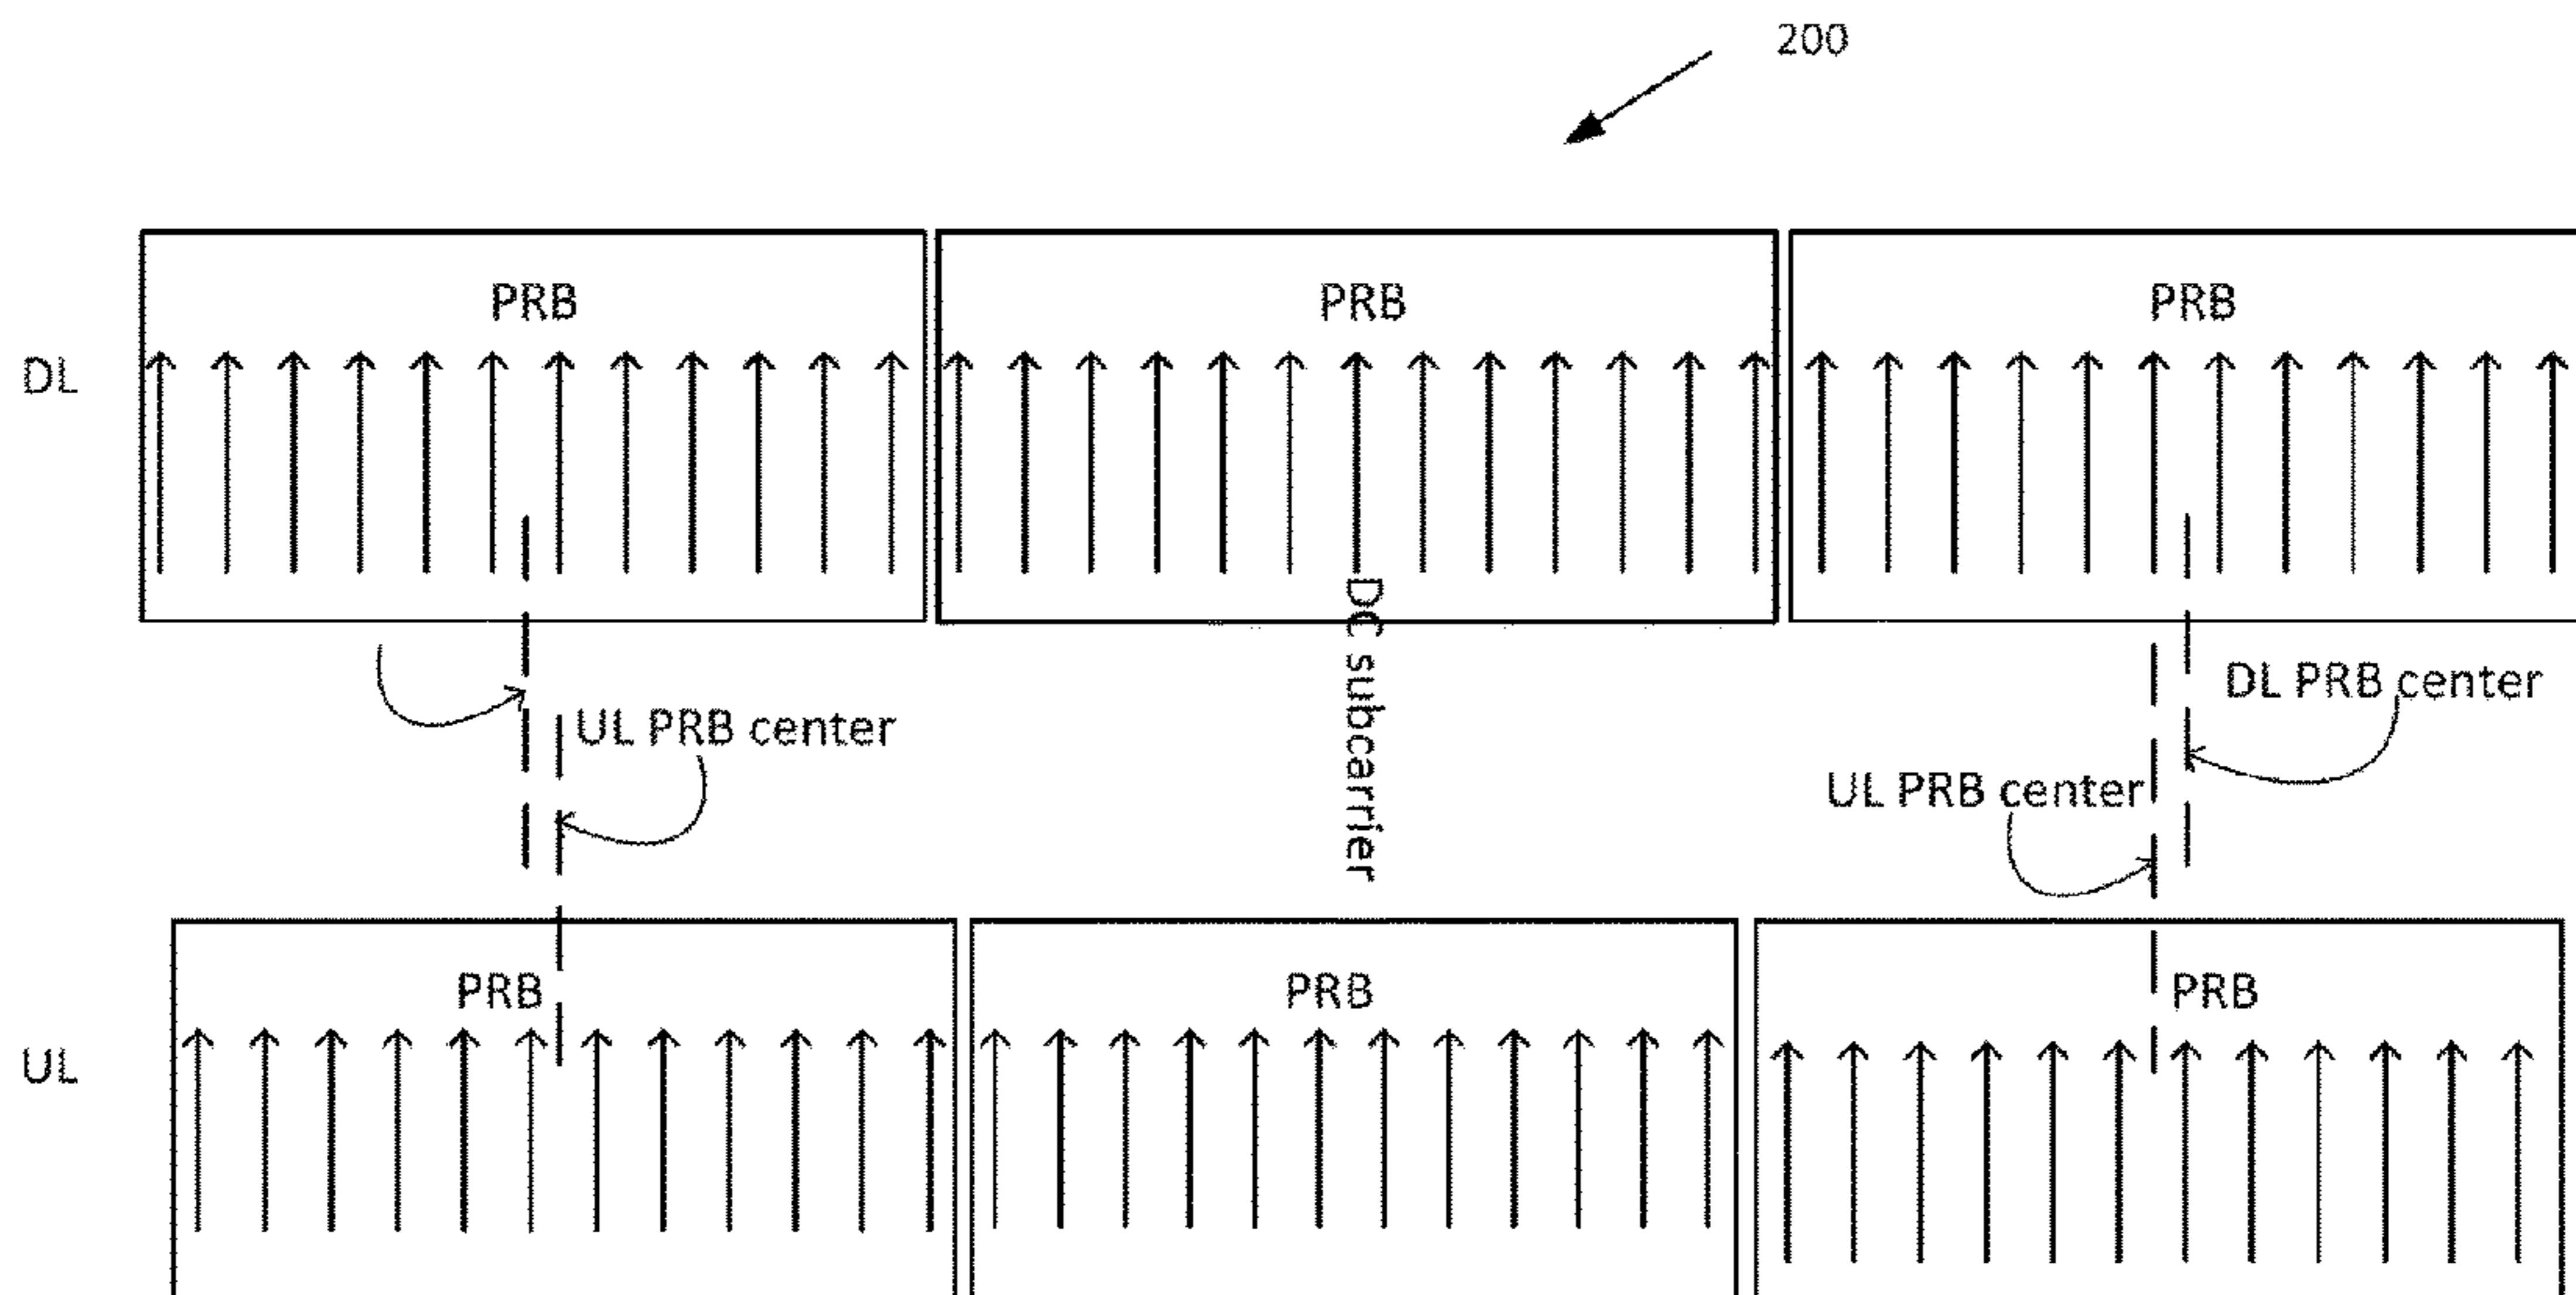 200
PRB
PRB
PRB
DL
DC subcarrier
DL PRB center
UL PRB center
UL PRB center
PRB
PRB
PRB
UL